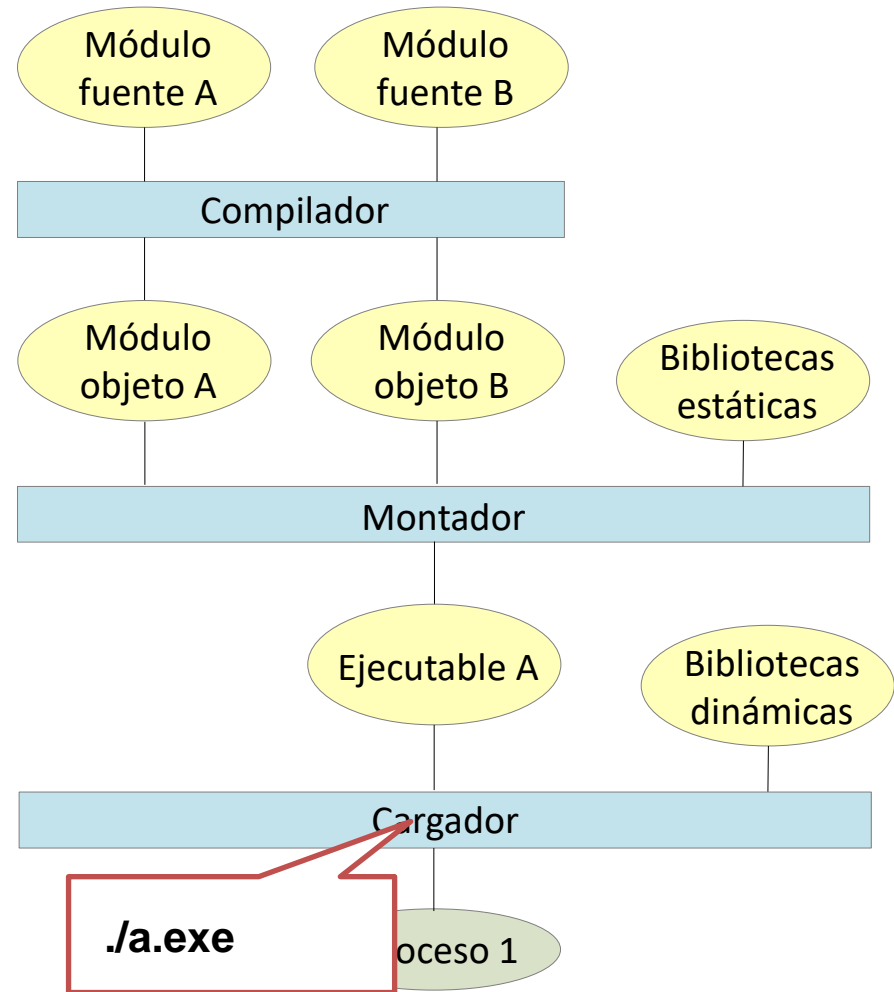 Módulo
fuente A
Módulo
fuente B
Compilador
Módulo
objeto A
Módulo
objeto B
Bibliotecas
estáticas
Montador
Ejecutable A
Bibliotecas
dinámicas
Cargador
./a.exe
oceso 1